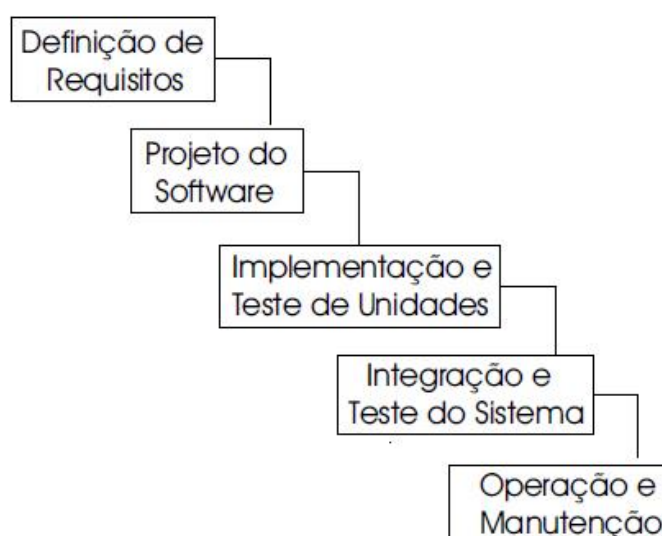 Definição de
Requisitos
Projeto do
Software
Implementação e
Teste de Unidades
Integração e
Teste do Sistema
Operação e
Manutenção